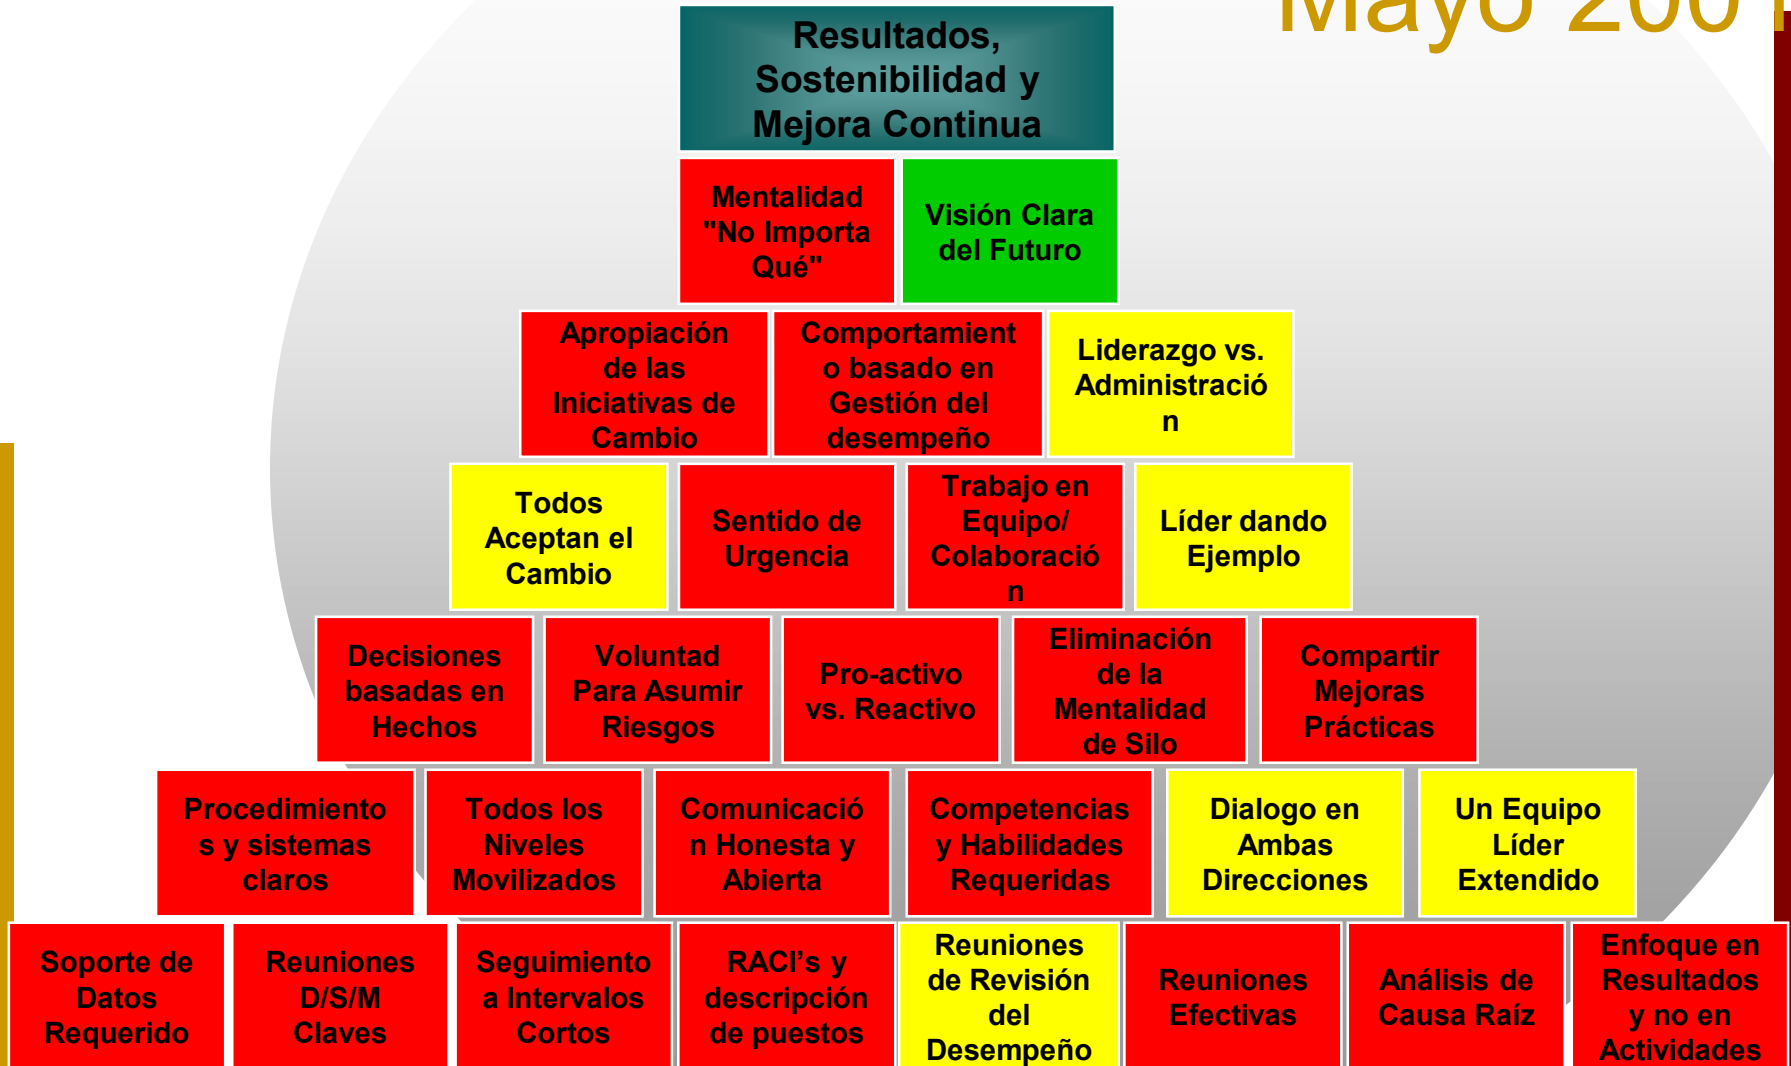 Mayo 2001
Resultados,
Sostenibilidad y
Mejora Continua
Mentalidad
"No Importa
Qué"
Visión Clara
del Futuro
Apropiación
de las
Iniciativas de
Cambio
Comportamient
o basado en
Gestión del
desempeño
Liderazgo vs.
Administració
n
Todos
Aceptan el
Cambio
Sentido de
Urgencia
Trabajo en
Equipo/
Colaboració
n
Líder dando
Ejemplo
Decisiones
basadas en
Hechos
Voluntad
Para Asumir
Riesgos
Pro-activo
vs. Reactivo
Eliminación
de la
Mentalidad
de Silo
Compartir
Mejoras
Prácticas
Procedimiento
s y sistemas
claros
Todos los
Niveles
Movilizados
Comunicació
n Honesta y
Abierta
Competencias
y Habilidades
Requeridas
Dialogo en
Ambas
Direcciones
Un Equipo
Líder
Extendido
Soporte de
Datos
Requerido
Reuniones
D/S/M
Claves
Seguimiento
a Intervalos
Cortos
RACI’s y
descripción
de puestos
Reuniones
de Revisión
del
Desempeño
Reuniones
Efectivas
Análisis de
Causa Raíz
Enfoque en
Resultados
y no en
Actividades